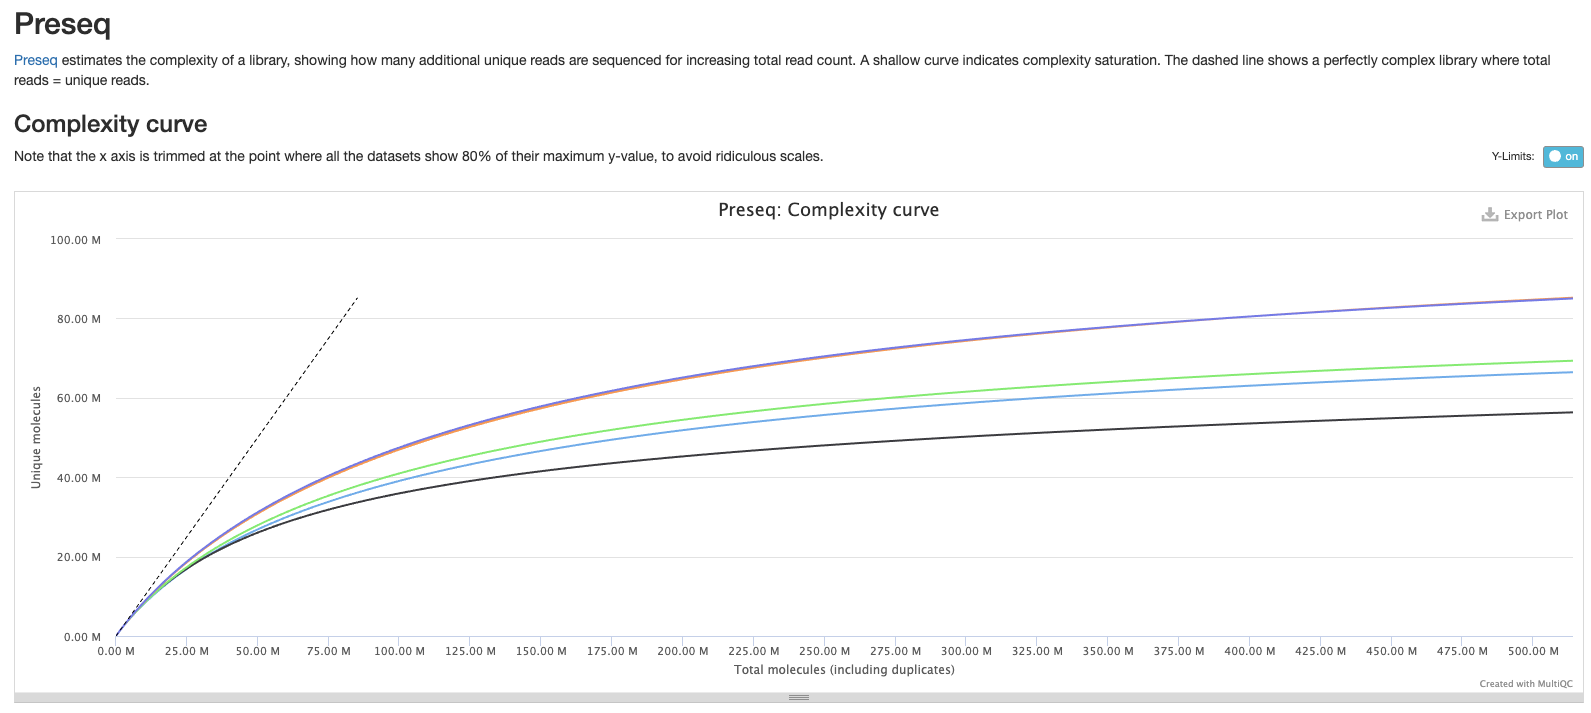 Preseq
Preseq estimates the complexity of a library, showing how many additional unique reads are sequenced for increasing total read count. A shallow curve indicates complexity saturation. The dashed line shows a perfectly complex library where total
reads = unique reads.
Complexity curve
Note that the x axis is trimmed at the point where all the datasets show 80% of their maximum y-value, to avoid ridiculous scales.
Y-Limits: on
Preseq: Complexity curve
Export Plot
100.00 M
80.00 M
60.00 M
40.00 M
20.00 M
0.00 M
Unique molecules
0.00 M 25.00 M 50.00 M 75.00 M 100.00 M 125.00 M 150.00 M 175.00 M 200.00 M 225.00 M 250.00 M 275.00 M 300.00 M 325.00 M 350.00 M 375.00 M 400.00 M 425.00 M 450.00 M 475.00 M 500.00 M
Total molecules (including duplicates)
Created with MultiQC